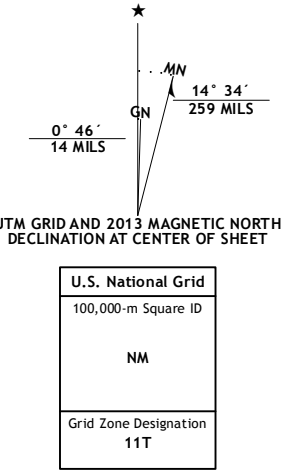 MN
GN
14° 34´
259 MILS
0° 46´
14 MILS
UTM GRID AND 2013 MAGNETIC NORTH
DECLINATION AT CENTER OF SHEET
U.S. National Grid
100,000-m Square ID
NM
Grid Zone Designation
11T